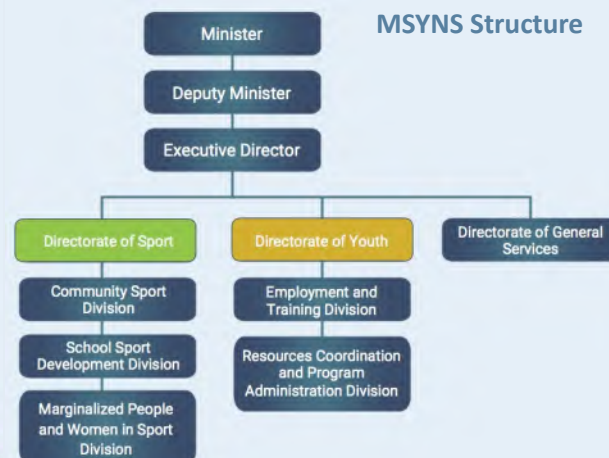 MSYNS Structure
Minister
Deputy Minister
Executive Director
Directorate of Sport
Directorate of Youth
Directorate of General
Services
Community Sport
Division
School Sport
Development Division
Marginalized People
and Women in Sport
Division
Employment and
Training Division
Resources Coordination
and Program
Administration Division